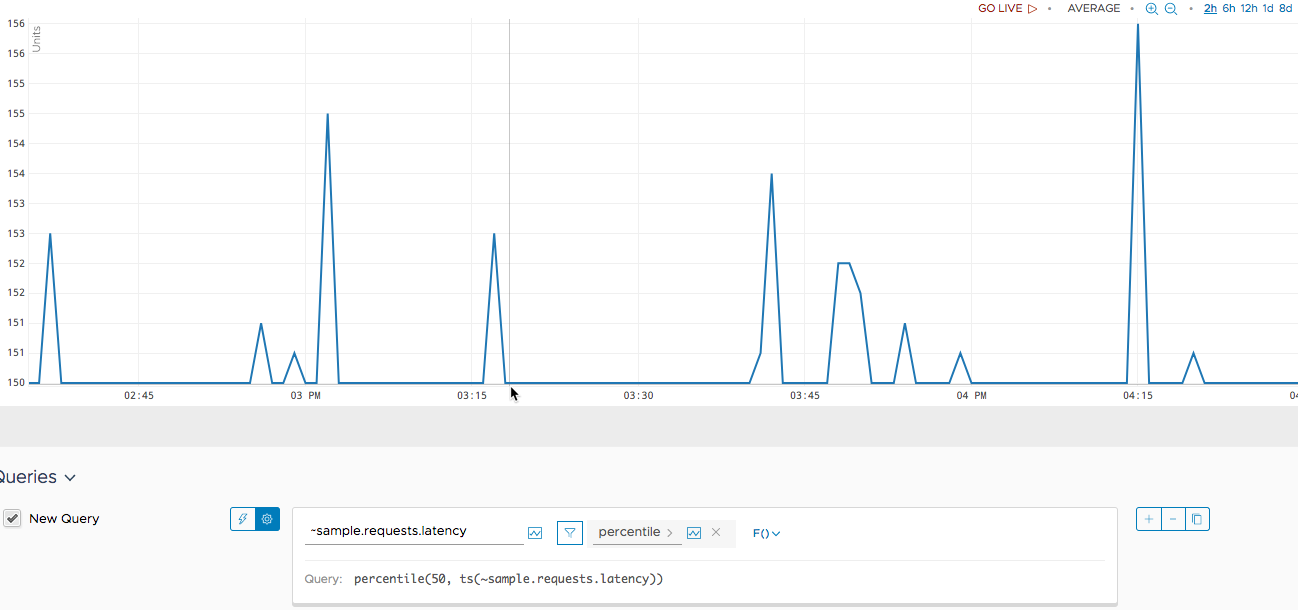 GO LIVE • AVERAGE • • 2h 6h 12h 1d 8d
Units
156
156
155
155
154
154
153
153
152
152
151
151
150
02:45 03 PM 03:15 03:30 03:45 04 PM 04:15
Queries
New Query
~sample.requests.latency percentile > × F()
Query: percentile(50, ts(~sample.requests.latency))